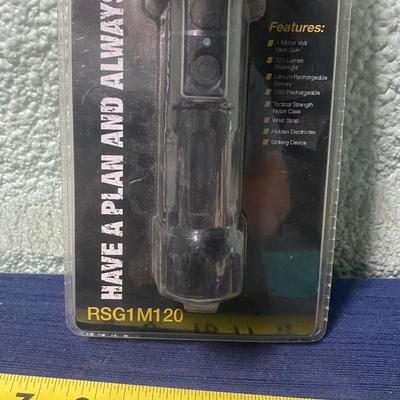 HAVE A PLAN AND ALWAYS
Features:
1 Million Volt
Stun Gun
120 Lumen
Flashlight
Lithium Rechargeable
Battery
USB Rechargeable
Tactical Strength
Nylon Case
Wrist Strap
Hidden Electrodes
Striking Device
RSG1M120
3